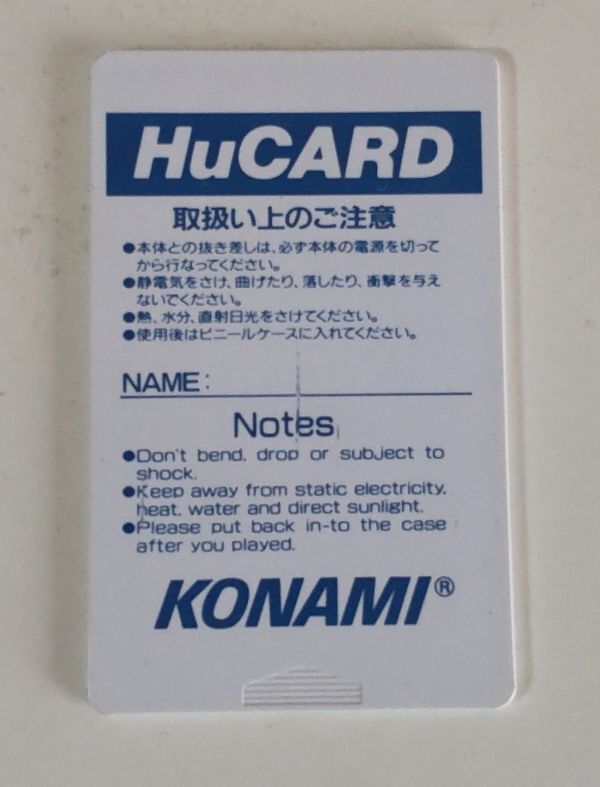 HuCARD
取扱い上のご注意
●本体との抜き差しは、必ず本体の電源を切って
から行なってください。
●静電気をさけ、曲げたり、落したり、衝撃を与え
ないでください。
●熱、水分、直射日光をさけてください。
●使用後はビニールケースに入れてください。
NAME:
Notes
●Don't bend, drop or subject to
shock.
●Keep away from static electricity,
heat, water and direct sunlight.
●Please put back in-to the case
after you played.
KONAMI®